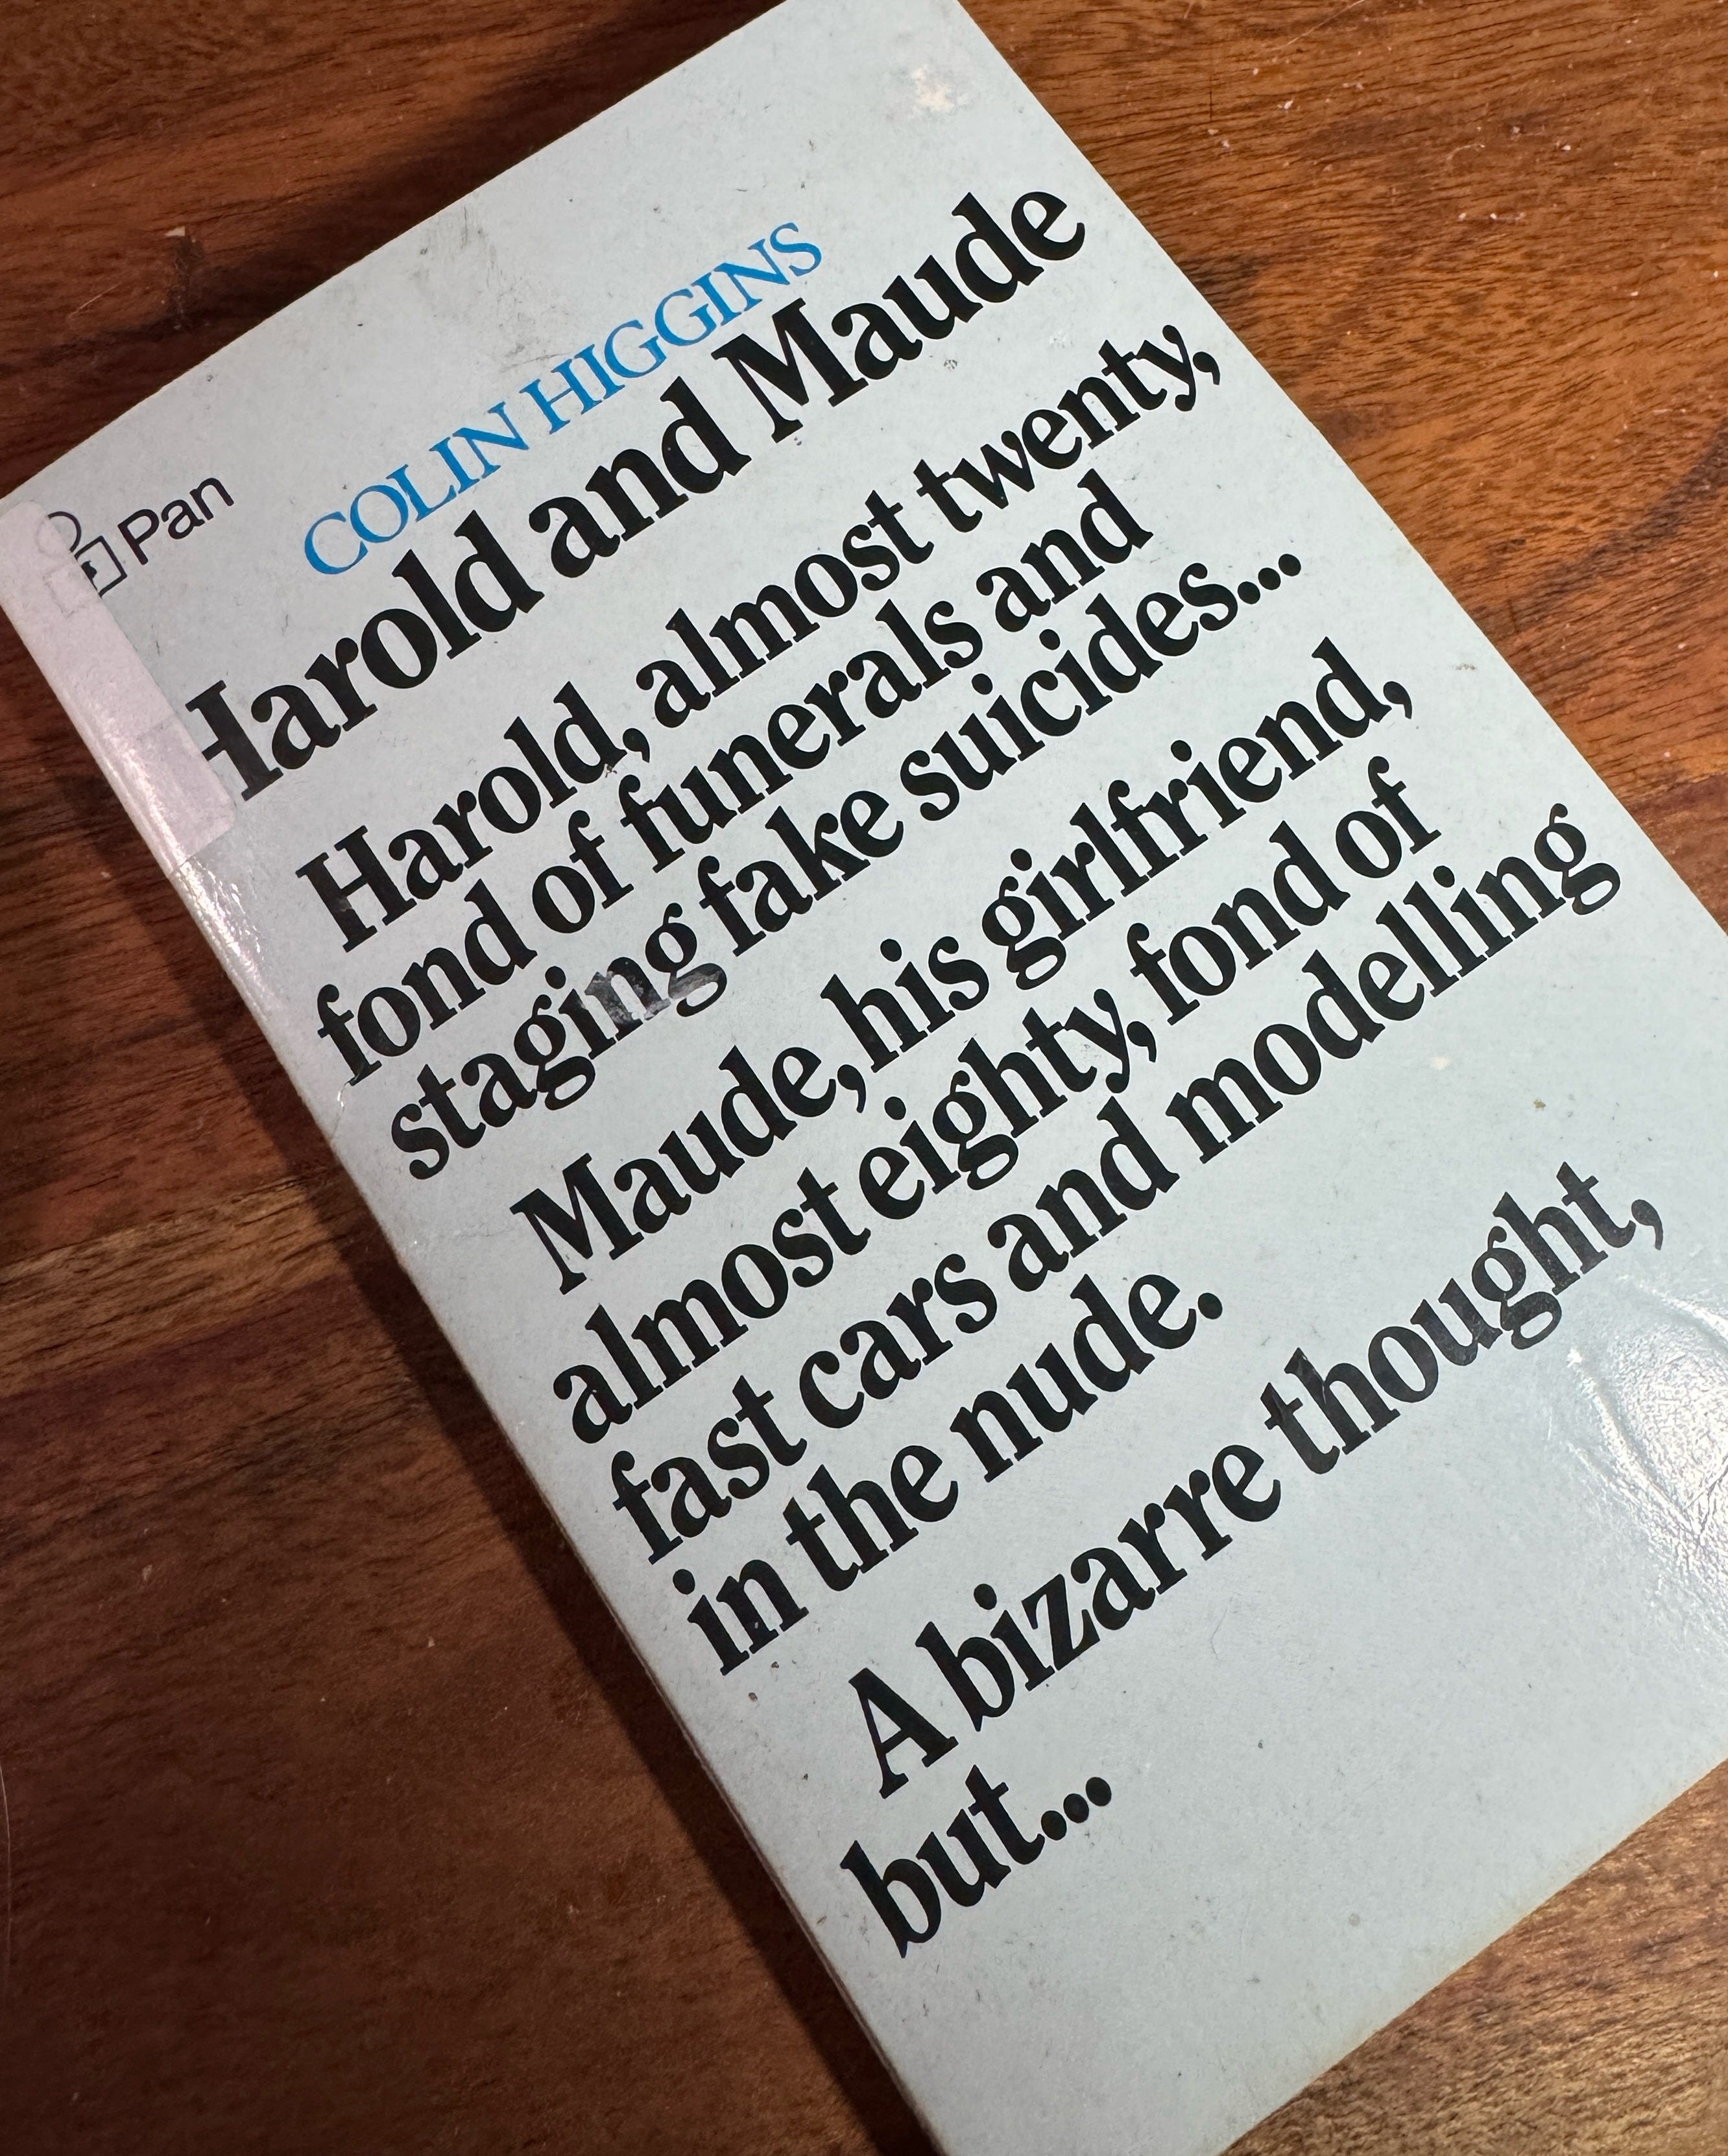 Pan
COLIN HIGGINS
Harold and Maude
Harold, almost twenty,
fond of funerals and
staging fake suicides...
Maude, his girlfriend,
almost eighty, fond of
fast cars and modelling
in the nude.
A bizarre thought,
but...